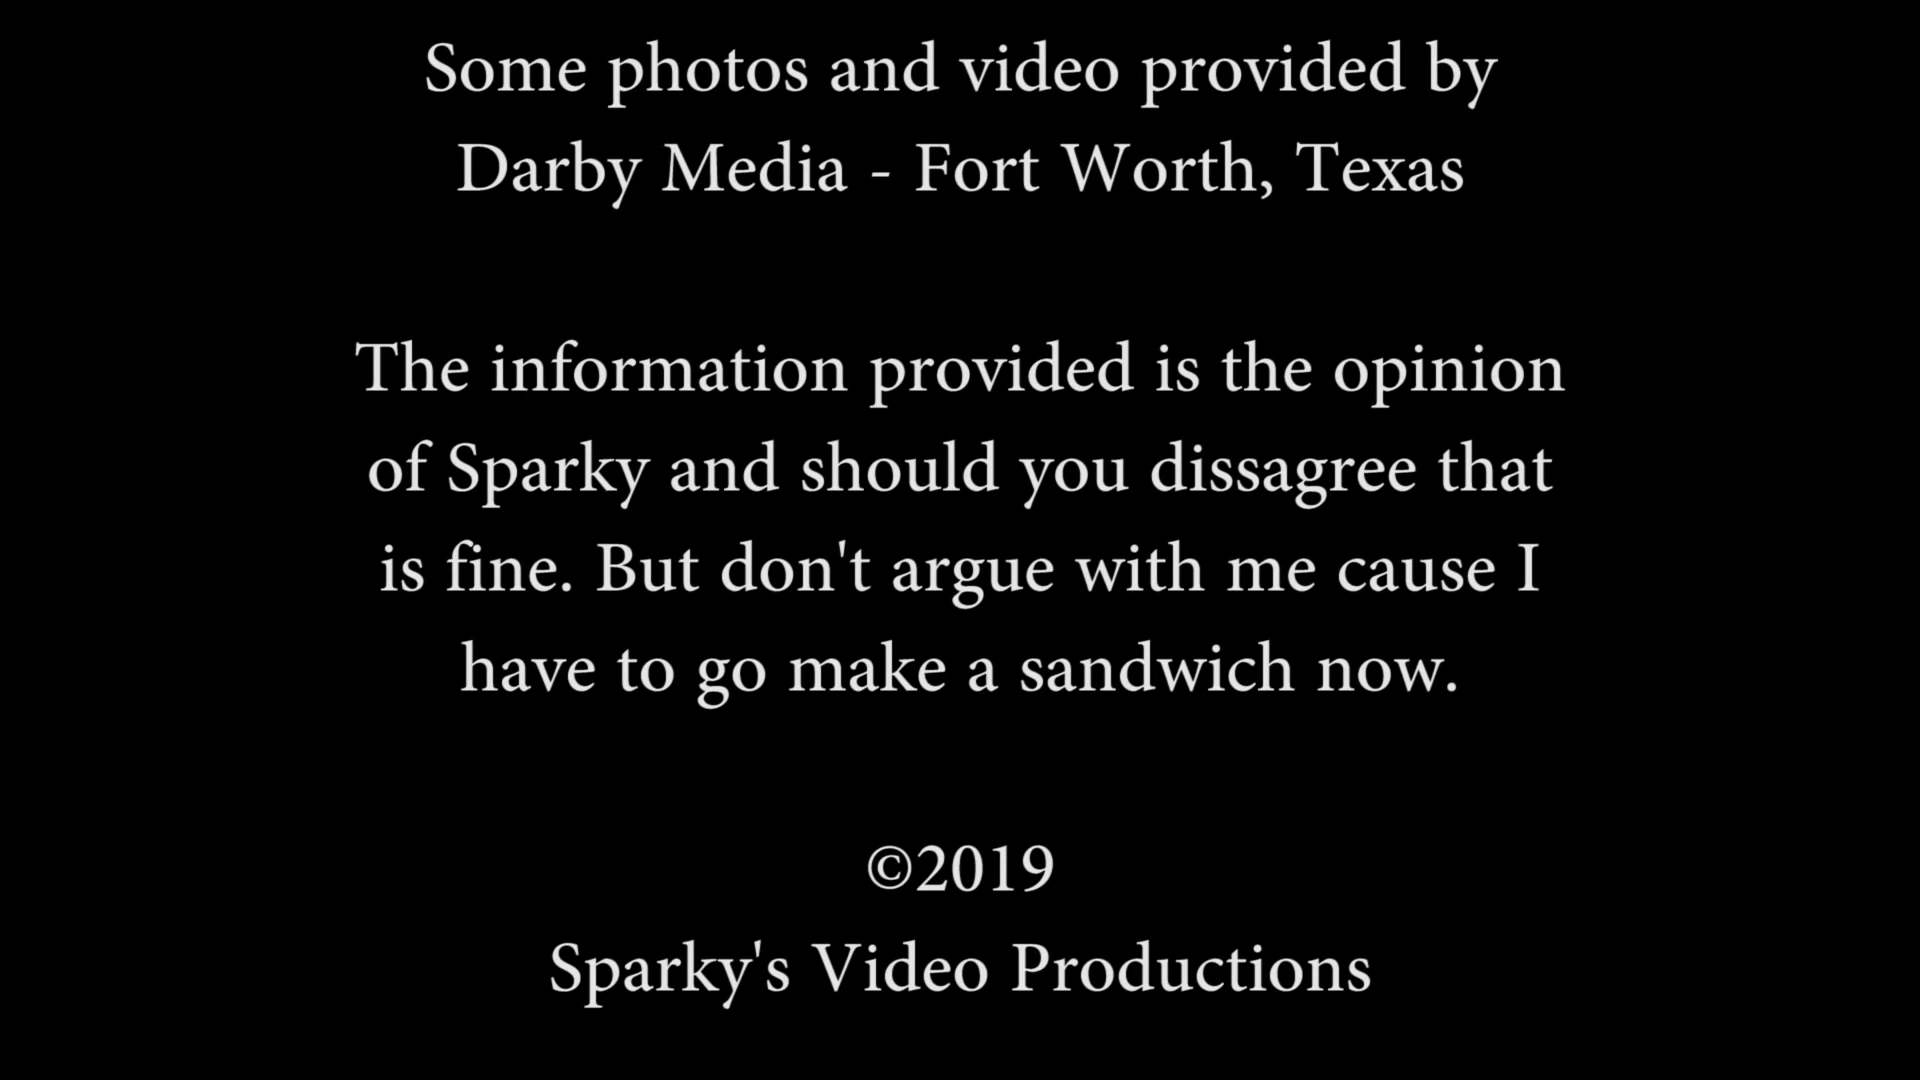 Some photos and video provided by
Darby Media - Fort Worth, Texas
The information provided is the opinion
of Sparky and should you dissagree that
is fine. But don't argue with me cause I
have to go make a sandwich now.
©2019
Sparky's Video Productions